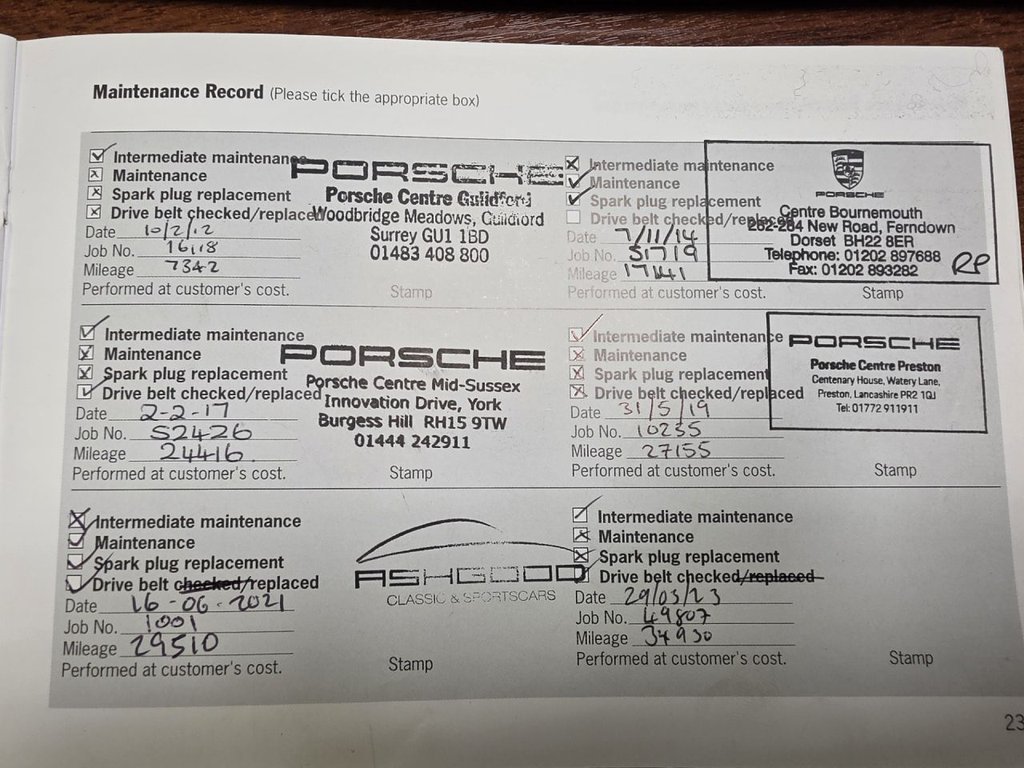 Maintenance Record (Please tick the appropriate box)
Intermediate maintenance
Maintenance
Spark plug replacement
Drive belt checked/replaced
Date 10/2/12
Job No. 16118
Mileage 7342
Performed at customer's cost.
PORSCHE
Porsche Centre Guildford
Woodbridge Meadows, Guildford
Surrey GU1 1BD
01483 408 800
Stamp
Intermediate maintenance
Maintenance
Spark plug replacement
Drive belt checked/replaced
Date 7/11/14
Job No. S1719
Mileage 17141
Performed at customer's cost.
PORSCHE
Centre Bournemouth
262-264 New Road, Ferndown
Dorset BH22 8ER
Telephone: 01202 897688
Fax: 01202 893282
RP
Stamp
Intermediate maintenance
Maintenance
Spark plug replacement
Drive belt checked/replaced
Date 2-2-17
Job No. S2426
Mileage 24416
Performed at customer's cost.
PORSCHE
Porsche Centre Mid-Sussex
Innovation Drive, York
Burgess Hill RH15 9TW
01444 242911
Stamp
Intermediate maintenance
Maintenance
Spark plug replacement
Drive belt checked/replaced
Date 31/5/19
Job No. 10255
Mileage 27155
Performed at customer's cost.
PORSCHE
Porsche Centre Preston
Centenary House, Watery Lane,
Preston, Lancashire PR2 1QJ
Tel: 01772 911911
Stamp
Intermediate maintenance
Maintenance
Spark plug replacement
Drive belt checked/replaced
Date 16-06-2021
Job No. 1001
Mileage 29510
Performed at customer's cost.
ASHGOOD
CLASSIC & SPORTSCARS
Stamp
Intermediate maintenance
Maintenance
Spark plug replacement
Drive belt checked/replaced
Date 29/03/23
Job No. 49807
Mileage 34930
Performed at customer's cost.
Stamp
23